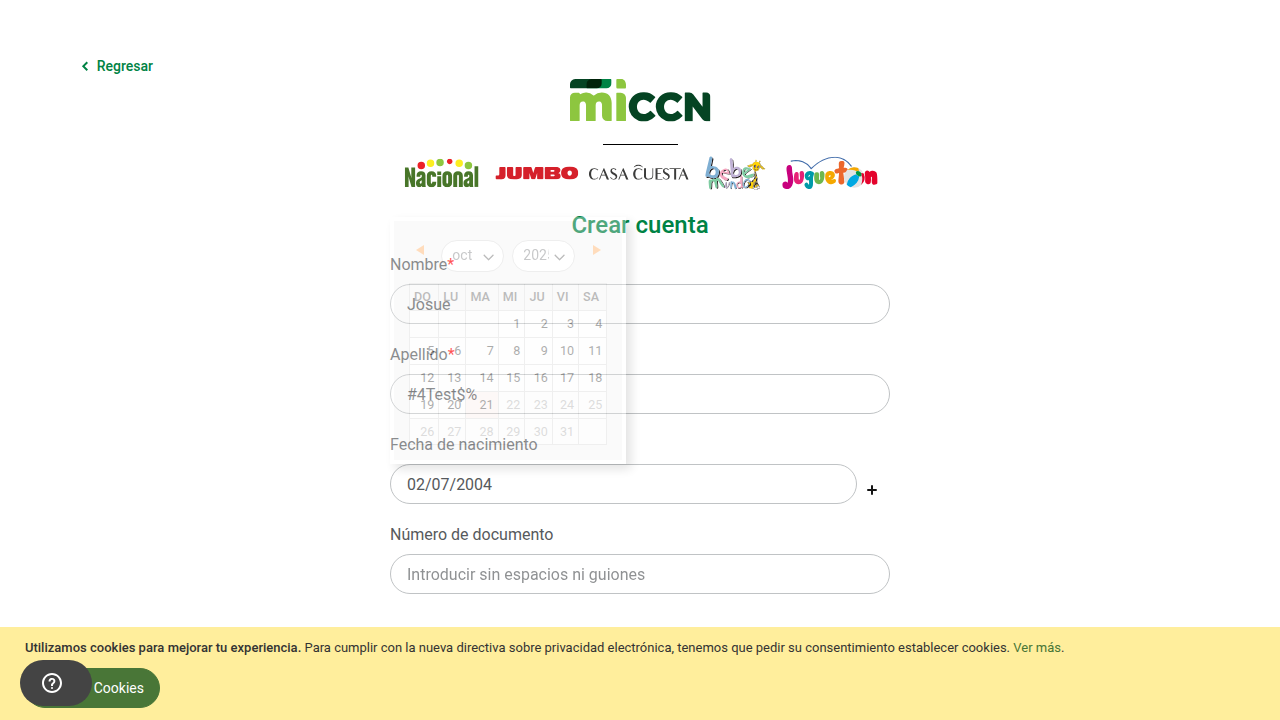 Regresar
miCCN
Nacional JUMBO CASA CUESTA bebe mundo Juguetón
Crear cuenta
oct 202
Nombre*
DO LU MA MI JU VI SA
Josue
1 2 3 4
5 6 7 8 9 10 11
Apellido*
12 13 14 15 16 17 18
#4Test$%
19 20 21 22 23 24 25
26 27 28 29 30 31
Fecha de nacimiento
02/07/2004
+
Número de documento
Introducir sin espacios ni guiones
Utilizamos cookies para mejorar tu experiencia. Para cumplir con la nueva directiva sobre privacidad electrónica, tenemos que pedir su consentimiento establecer cookies. Ver más.
Cookies